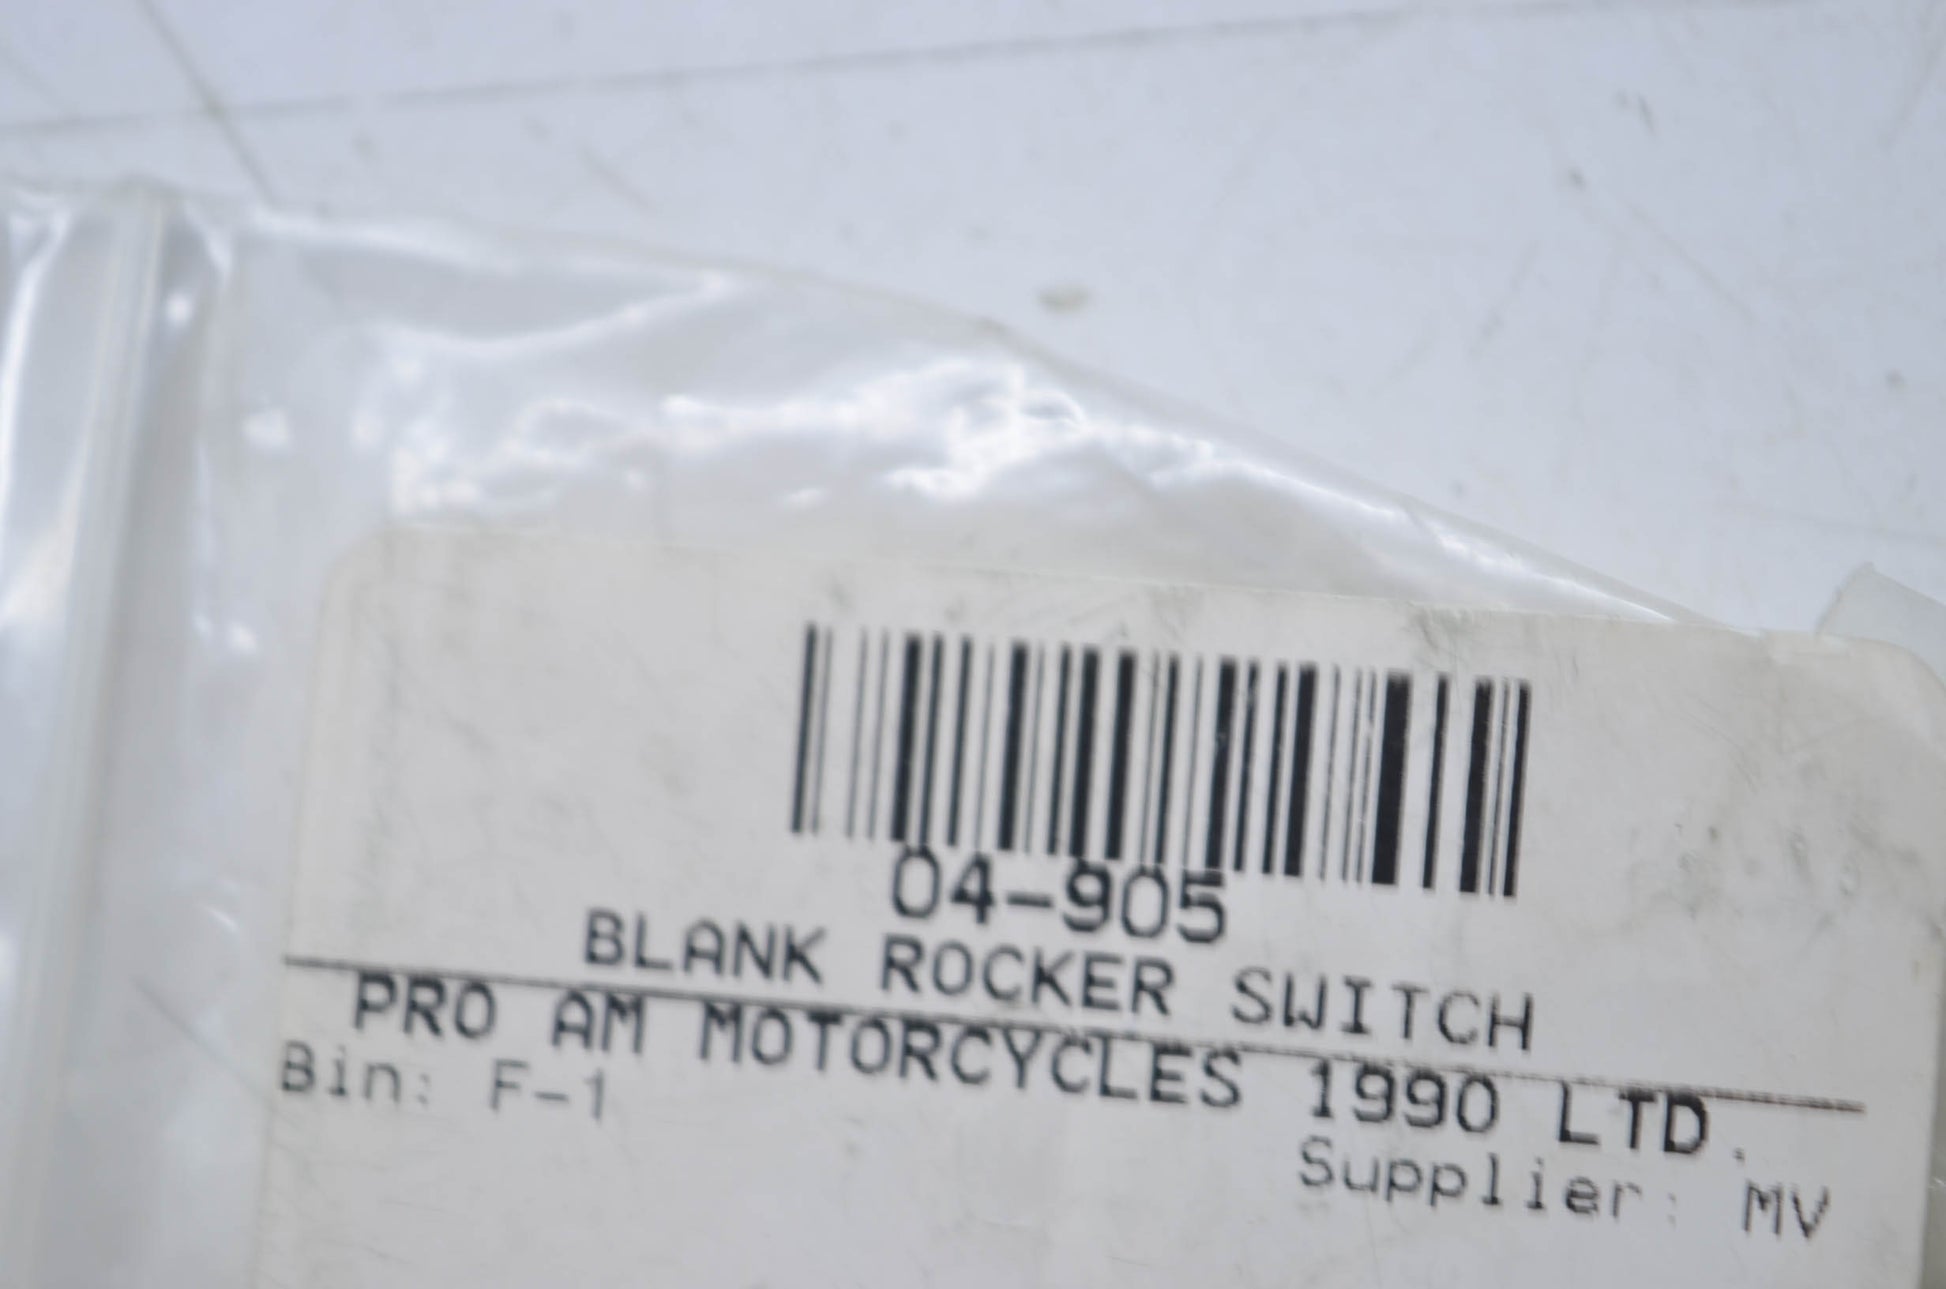 04-905
BLANK ROCKER SWITCH
PRO AM MOTORCYCLES 1990 LTD.
Bin: F-1
Supplier: MV